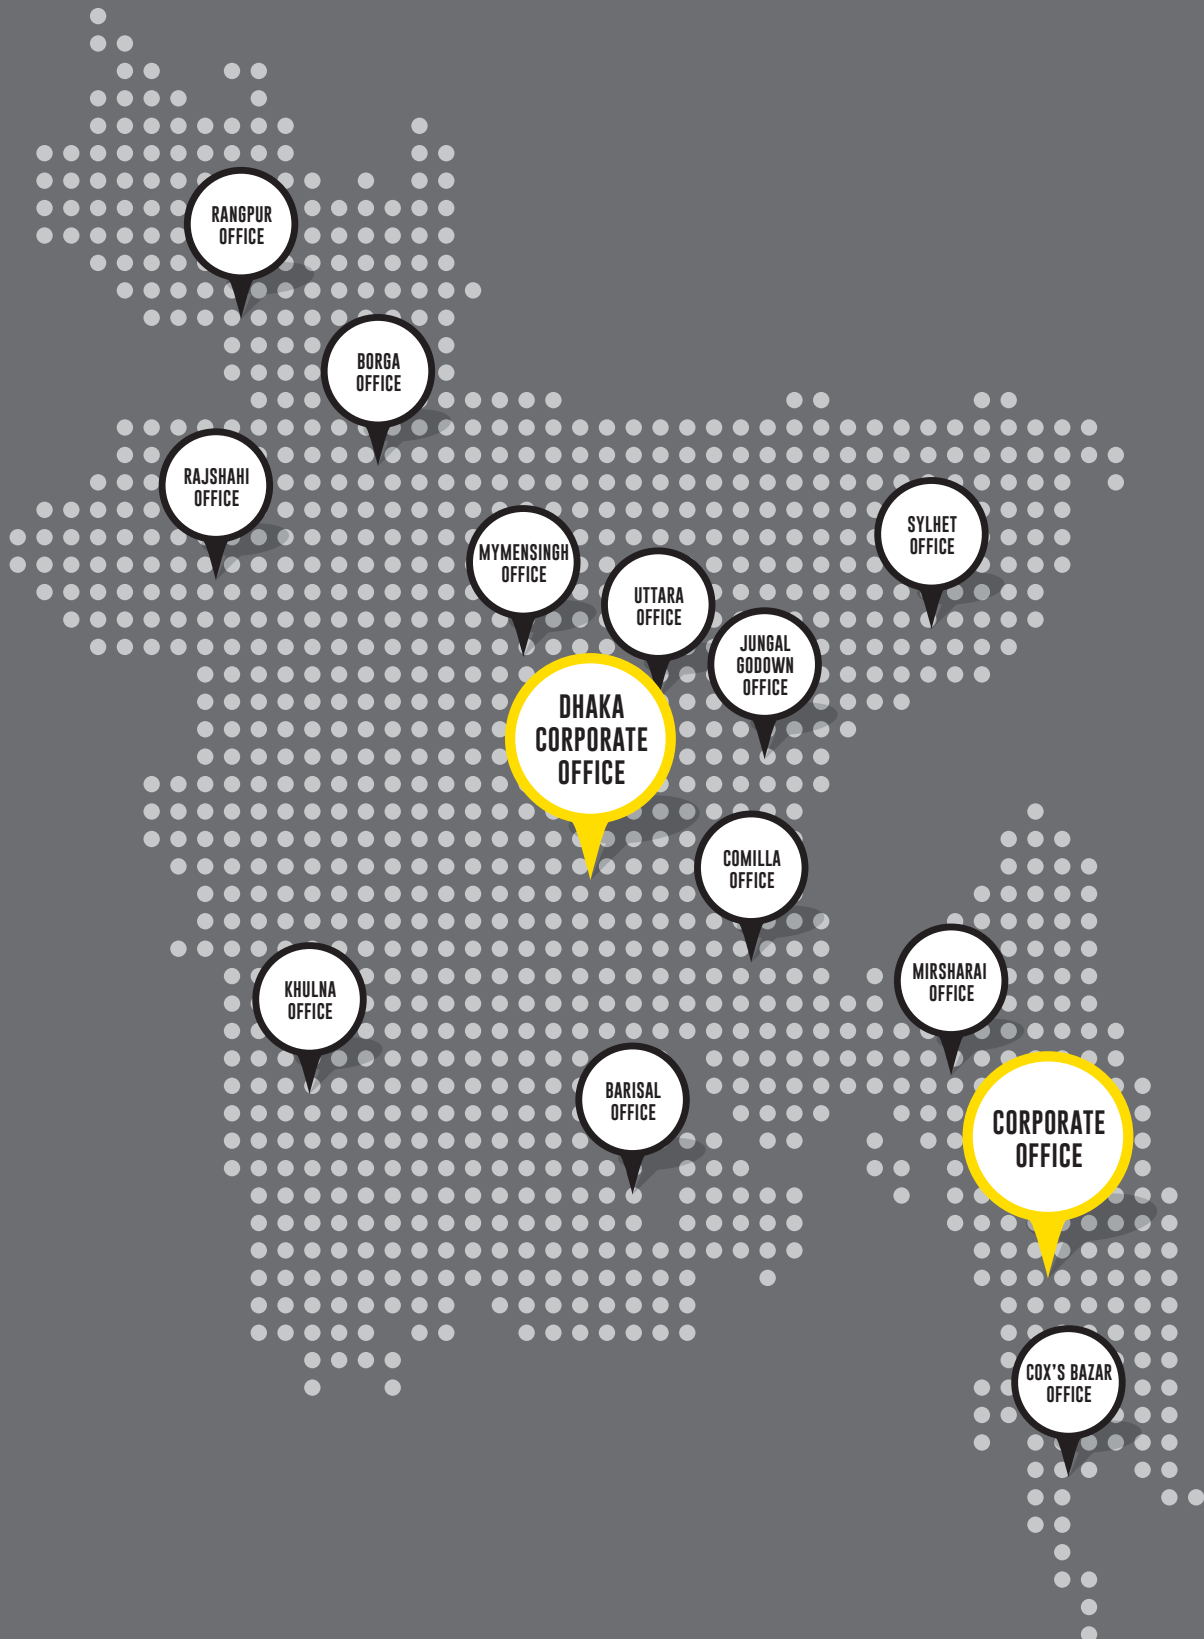 RANGPUR
OFFICE
BORGA
OFFICE
RAJSHAHI
OFFICE
MYMENSINGH
OFFICE
SYLHET
OFFICE
UTTARA
OFFICE
JUNGAL
GODOWN
OFFICE
DHAKA
CORPORATE
OFFICE
COMILLA
OFFICE
MIRSHARAI
OFFICE
KHULNA
OFFICE
BARISAL
OFFICE
CORPORATE
OFFICE
COX'S BAZAR
OFFICE